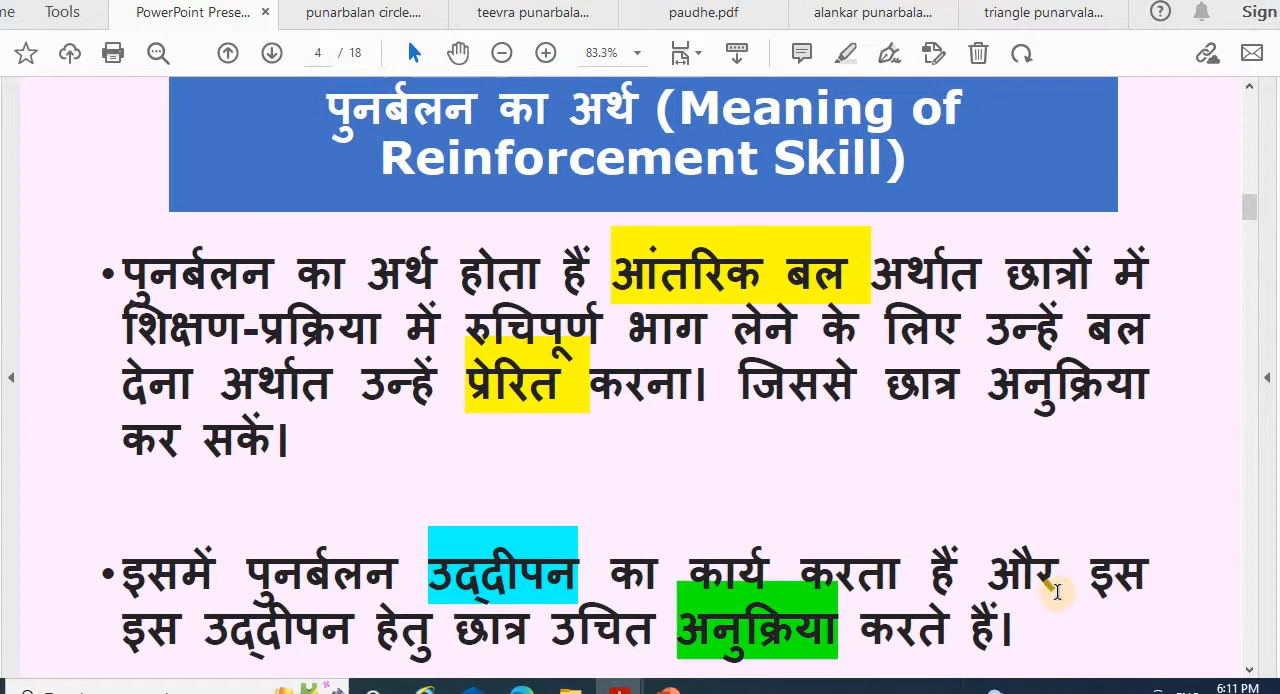 me Tools PowerPoint Prese... × punarbalan circle.... teevra punarbala... paudhe.pdf alankar punarbala... triangle punarvala... Sign
4 / 18 83.3%
पुनर्बलन का अर्थ (Meaning of
Reinforcement Skill)
•पुनर्बलन का अर्थ होता हैं आंतरिक बल अर्थात छात्रों में
शिक्षण-प्रक्रिया में रुचिपूर्ण भाग लेने के लिए उन्हें बल
देना अर्थात उन्हें प्रेरित करना। जिससे छात्र अनुक्रिया
कर सकें।
•इसमें पुनर्बलन उद्दीपन का कार्य करता हैं और इस
इस उद्दीपन हेतु छात्र उचित अनुक्रिया करते हैं।
6:11 PM